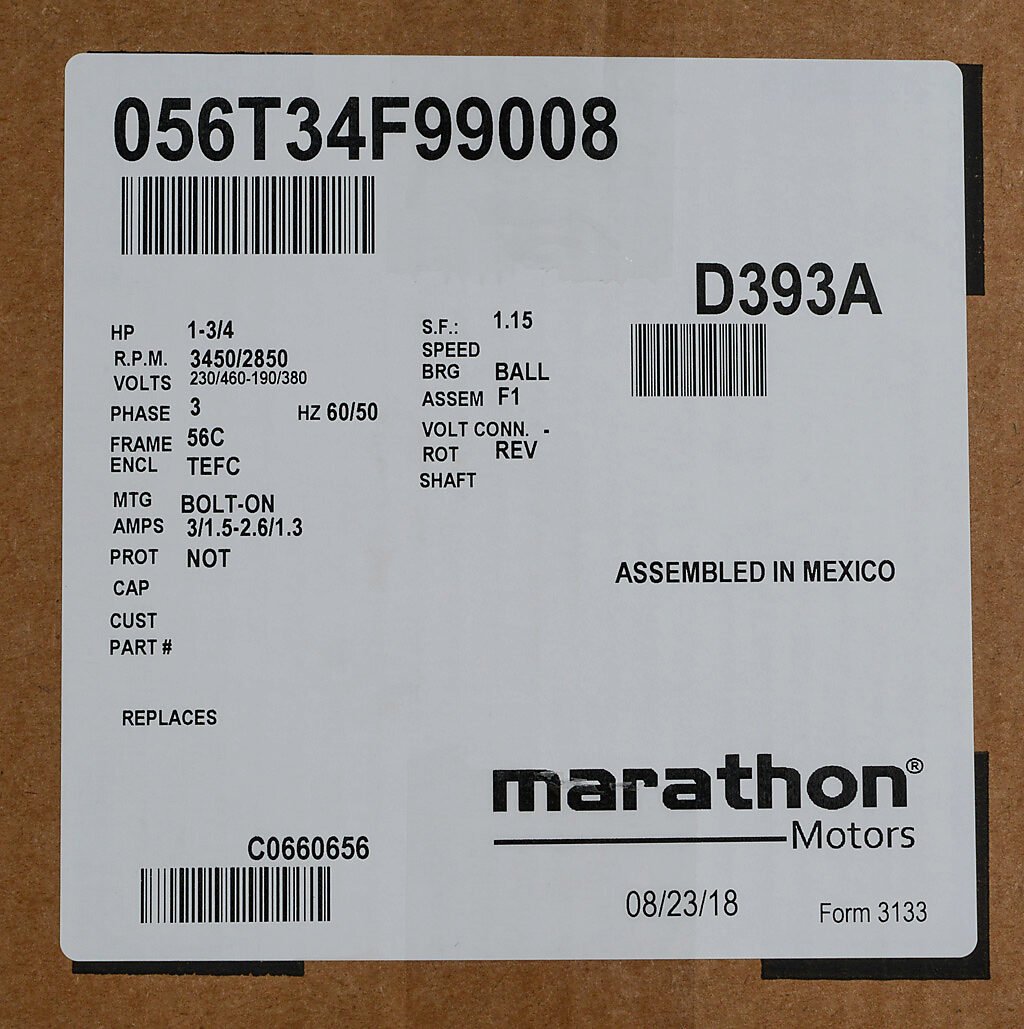 056T34F99008
D393A
HP 1-3/4
R.P.M. 3450/2850
VOLTS 230/460-190/380
PHASE 3 HZ 60/50
FRAME 56C
ENCL TEFC
MTG BOLT-ON
AMPS 3/1.5-2.6/1.3
PROT NOT
CAP
CUST
PART #
REPLACES
S.F.: 1.15
SPEED
BRG BALL
ASSEM F1
VOLT CONN. -
ROT REV
SHAFT
ASSEMBLED IN MEXICO
marathon®
Motors
C0660656
08/23/18 Form 3133